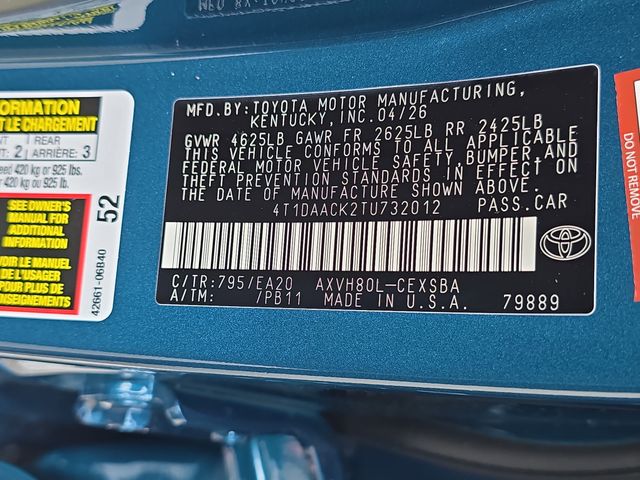 ORMATION
T LE CHARGEMENT
REAR
2 ARRIÈRE: 3
420 kg or 925 lbs.
420 kg ou 925 lb.
SEE OWNER'S
MANUAL FOR
ADDITIONAL
INFORMATION
VOIR LE MANUEL
DE L'USAGER
POUR PLUS DE
RENSEIGNEMENTS
52
42661-06B40
MFD.BY:TOYOTA MOTOR MANUFACTURING,
KENTUCKY, INC.04/26
GVWR 4625LB GAWR FR 2625LB RR 2425LB
THIS VEHICLE CONFORMS TO ALL APPLICABLE
FEDERAL MOTOR VEHICLE SAFETY,BUMPER,AND
THEFT PREVENTION STANDARDS IN EFFECT ON
THE DATE OF MANUFACTURE SHOWN ABOVE.
4T1DAACK2TU732012 PASS.CAR
C/TR:795/EA20 AXVH80L-CEXSBA
A/TM: /PB11 MADE IN U.S.A. 79889
DO NOT REMOVE